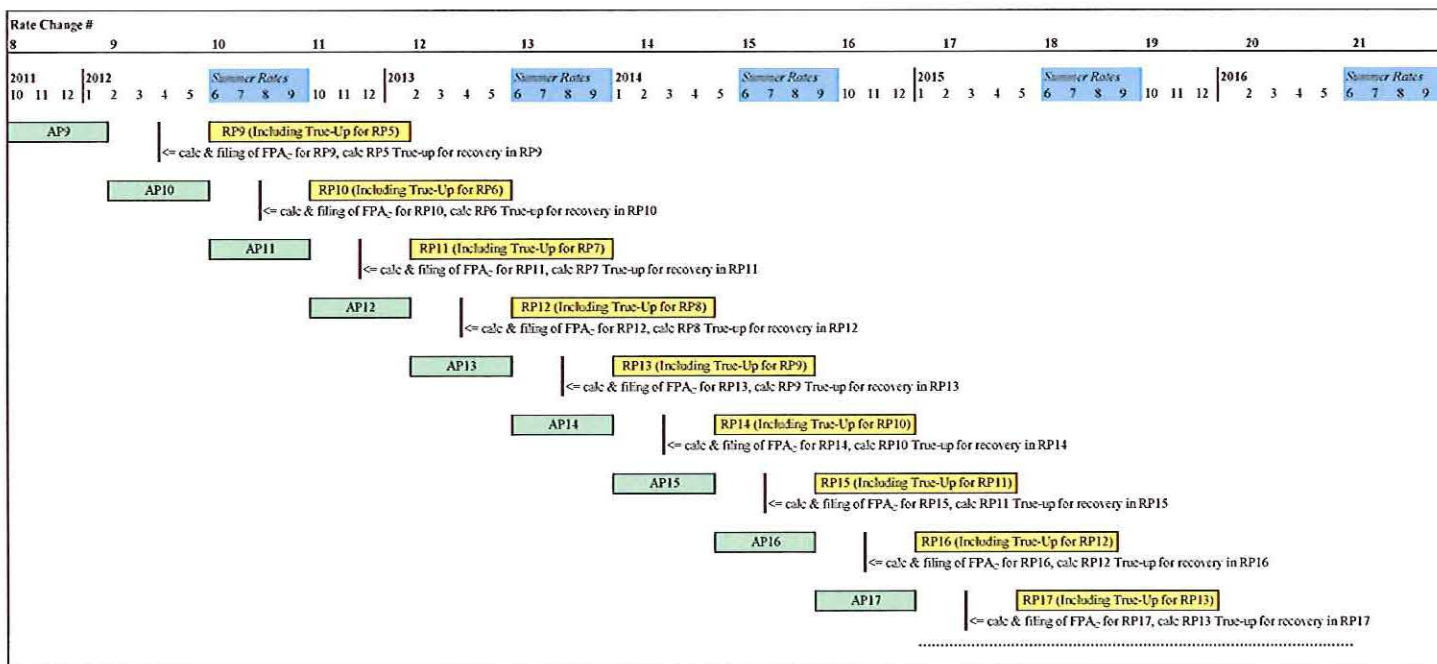 Rate Change #
8 9 10 11 12 13 14 15 16 17 18 19 20 21
2011 2012 Summer Rates 2013 Summer Rates 2014 Summer Rates 2015 Summer Rates 2016 Summer Rates
10 11 12 1 2 3 4 5 6 7 8 9 10 11 12 2 3 4 5 6 7 8 9 1 2 3 4 5 6 7 8 9 10 11 12 1 2 3 4 5 6 7 8 9 10 11 12 2 3 4 5 6 7 8 9
AP9 RP9 (Including True-Up for RP5)
<= calc & filing of FPAC for RP9, calc RP5 True-up for recovery in RP9
AP10 RP10 (Including True-Up for RP6)
<= calc & filing of FPAC for RP10, calc RP6 True-up for recovery in RP10
AP11 RP11 (Including True-Up for RP7)
<= calc & filing of FPAC for RP11, calc RP7 True-up for recovery in RP11
AP12 RP12 (Including True-Up for RP8)
<= calc & filing of FPAC for RP12, calc RP8 True-up for recovery in RP12
AP13 RP13 (Including True-Up for RP9)
<= calc & filing of FPAC for RP13, calc RP9 True-up for recovery in RP13
AP14 RP14 (Including True-Up for RP10)
<= calc & filing of FPAC for RP14, calc RP10 True-up for recovery in RP14
AP15 RP15 (Including True-Up for RP11)
<= calc & filing of FPAC for RP15, calc RP11 True-up for recovery in RP15
AP16 RP16 (Including True-Up for RP12)
<= calc & filing of FPAC for RP16, calc RP12 True-up for recovery in RP16
AP17 RP17 (Including True-Up for RP13)
<= calc & filing of FPAC for RP17, calc RP13 True-up for recovery in RP17